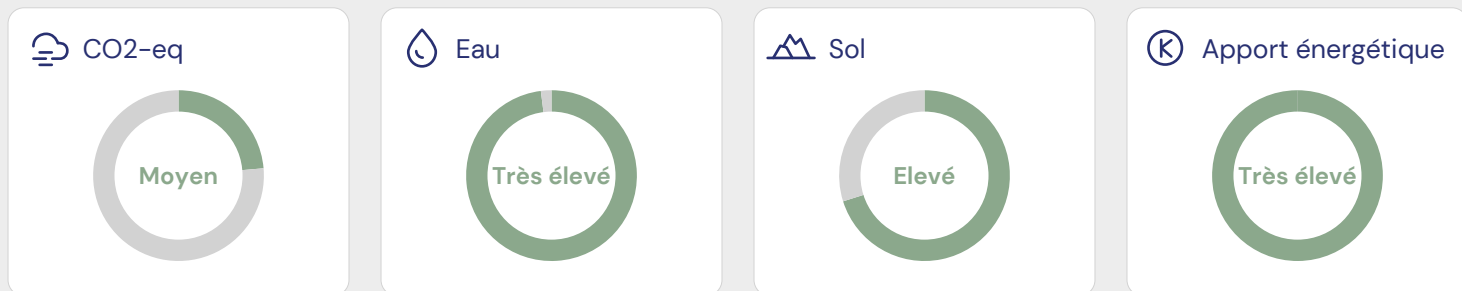 CO2-eq
Moyen
Eau
Très élevé
Sol
Elevé
Apport énergétique
Très élevé